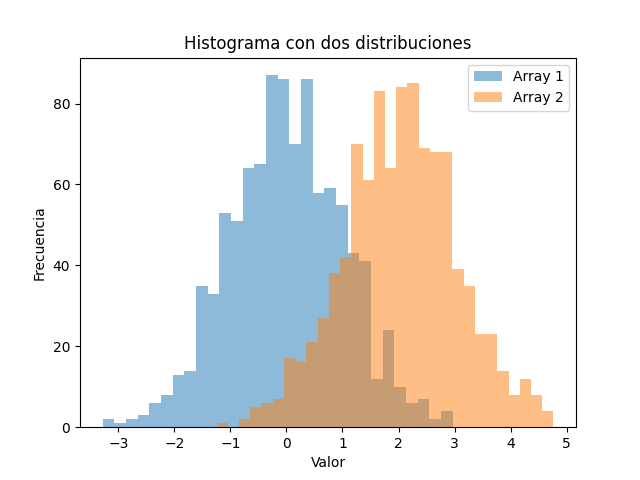 Histograma con dos distribuciones
Array 1
Array 2
Frecuencia
80
60
40
20
0
−3
−2
−1
0
1
2
3
4
5
Valor